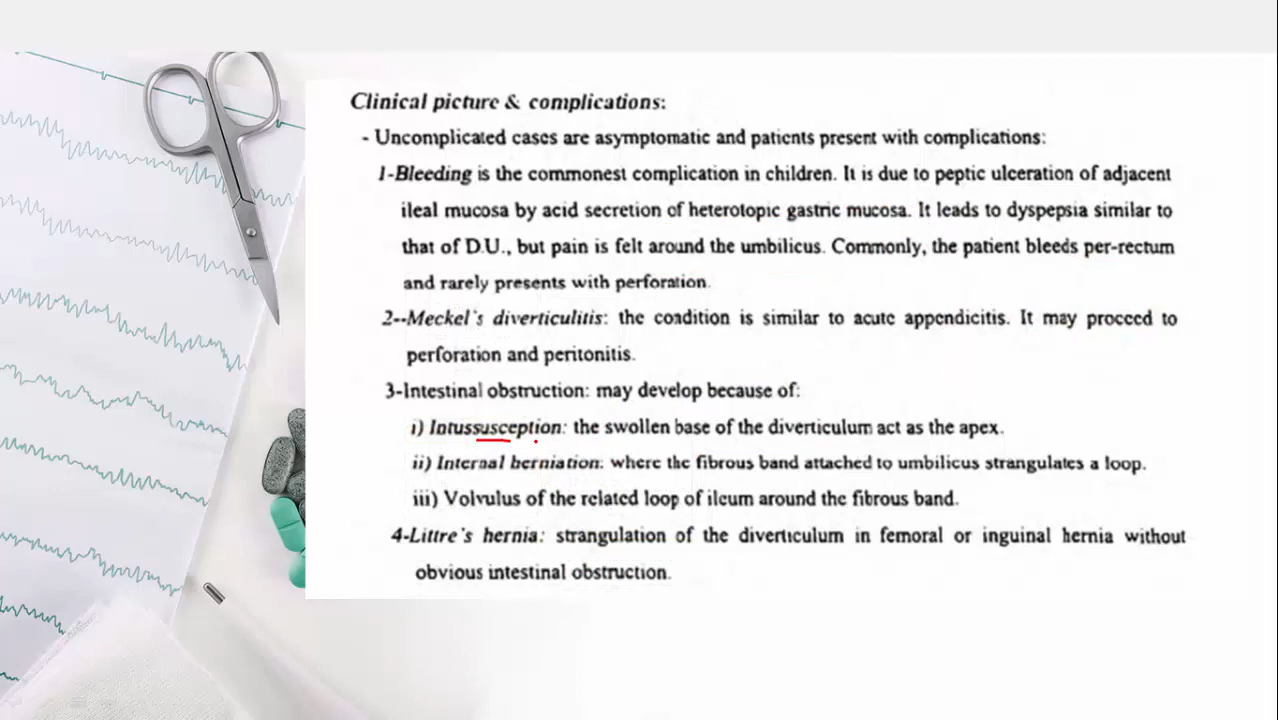 Clinical picture & complications:
- Uncomplicated cases are asymptomatic and patients present with complications:
1-Bleeding is the commonest complication in children. It is due to peptic ulceration of adjacent
ileal mucosa by acid secretion of heterotopic gastric mucosa. It leads to dyspepsia similar to
that of D.U., but pain is felt around the umbilicus. Commonly, the patient bleeds per-rectum
and rarely presents with perforation.
2--Meckel's diverticulitis: the condition is similar to acute appendicitis. It may proceed to
perforation and peritonitis.
3-Intestinal obstruction: may develop because of:
i) Intussusception: the swollen base of the diverticulum act as the apex.
ii) Internal herniation: where the fibrous band attached to umbilicus strangulates a loop.
iii) Volvulus of the related loop of ileum around the fibrous band.
4-Littre's hernia: strangulation of the diverticulum in femoral or inguinal hernia without
obvious intestinal obstruction.